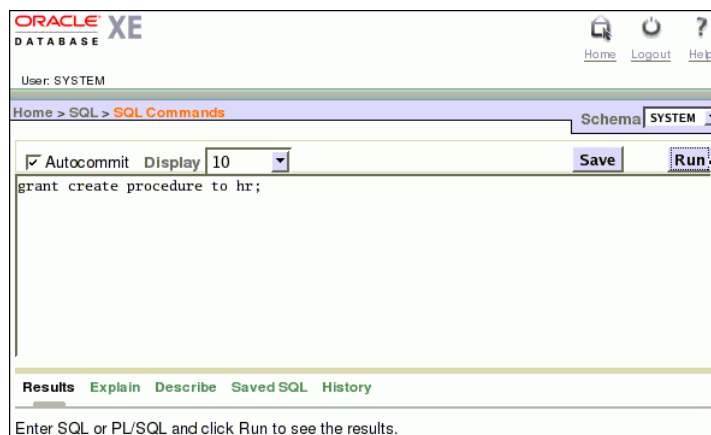 ORACLE XE
DATABASE
Home Logout Help
User: SYSTEM
Home > SQL > SQL Commands
Schema SYSTEM
Autocommit Display 10 Save Run
grant create procedure to hr;
Results Explain Describe Saved SQL History
Enter SQL or PL/SQL and click Run to see the results.